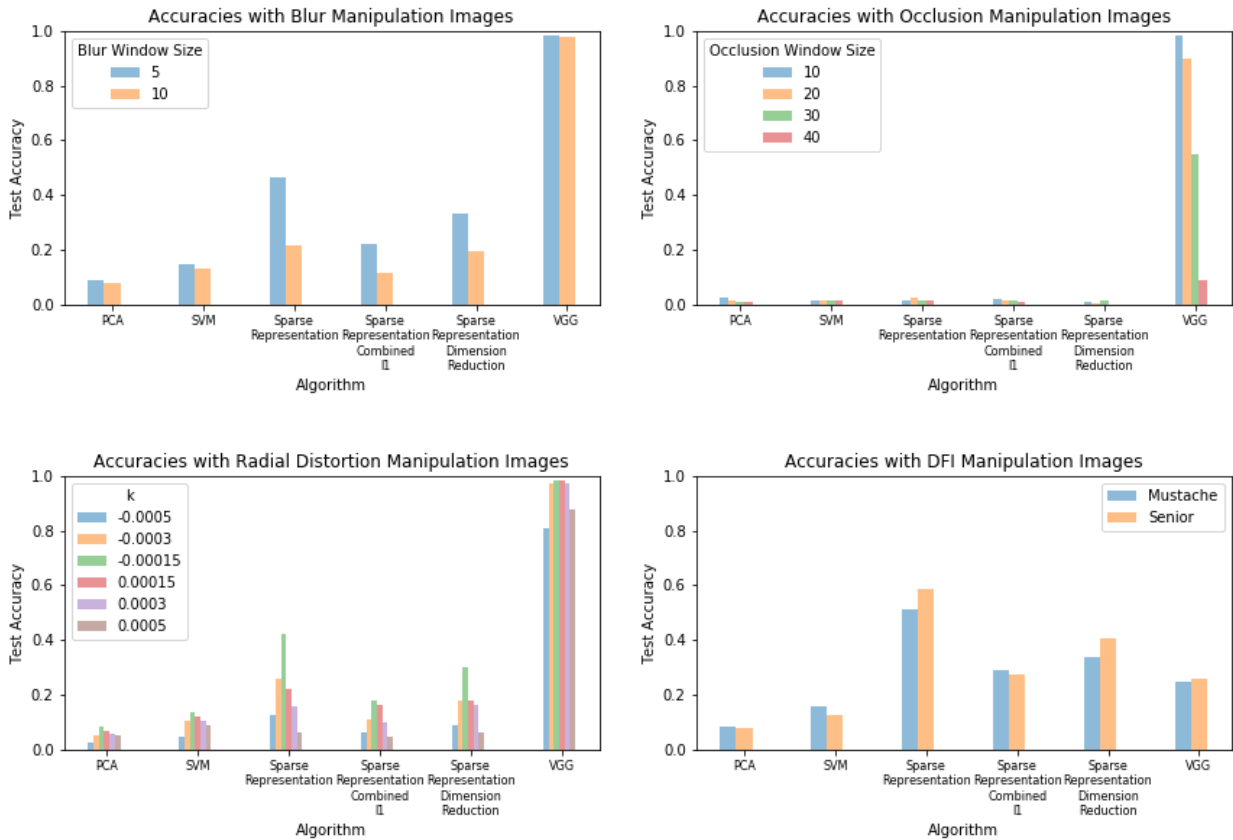 Accuracies with Blur Manipulation Images
Test Accuracy
1.0
0.8
0.6
0.4
0.2
0.0
Blur Window Size
5
10
PCA
SVM
Sparse
Representation
Sparse
Representation
Combined
l1
Sparse
Representation
Dimension
Reduction
VGG
Algorithm
Accuracies with Occlusion Manipulation Images
Test Accuracy
1.0
0.8
0.6
0.4
0.2
0.0
Occlusion Window Size
10
20
30
40
PCA
SVM
Sparse
Representation
Sparse
Representation
Combined
l1
Sparse
Representation
Dimension
Reduction
VGG
Algorithm
Accuracies with Radial Distortion Manipulation Images
Test Accuracy
1.0
0.8
0.6
0.4
0.2
0.0
k
-0.0005
-0.0003
-0.00015
0.00015
0.0003
0.0005
PCA
SVM
Sparse
Representation
Sparse
Representation
Combined
l1
Sparse
Representation
Dimension
Reduction
VGG
Algorithm
Accuracies with DFI Manipulation Images
Test Accuracy
1.0
0.8
0.6
0.4
0.2
0.0
Mustache
Senior
PCA
SVM
Sparse
Representation
Sparse
Representation
Combined
l1
Sparse
Representation
Dimension
Reduction
VGG
Algorithm